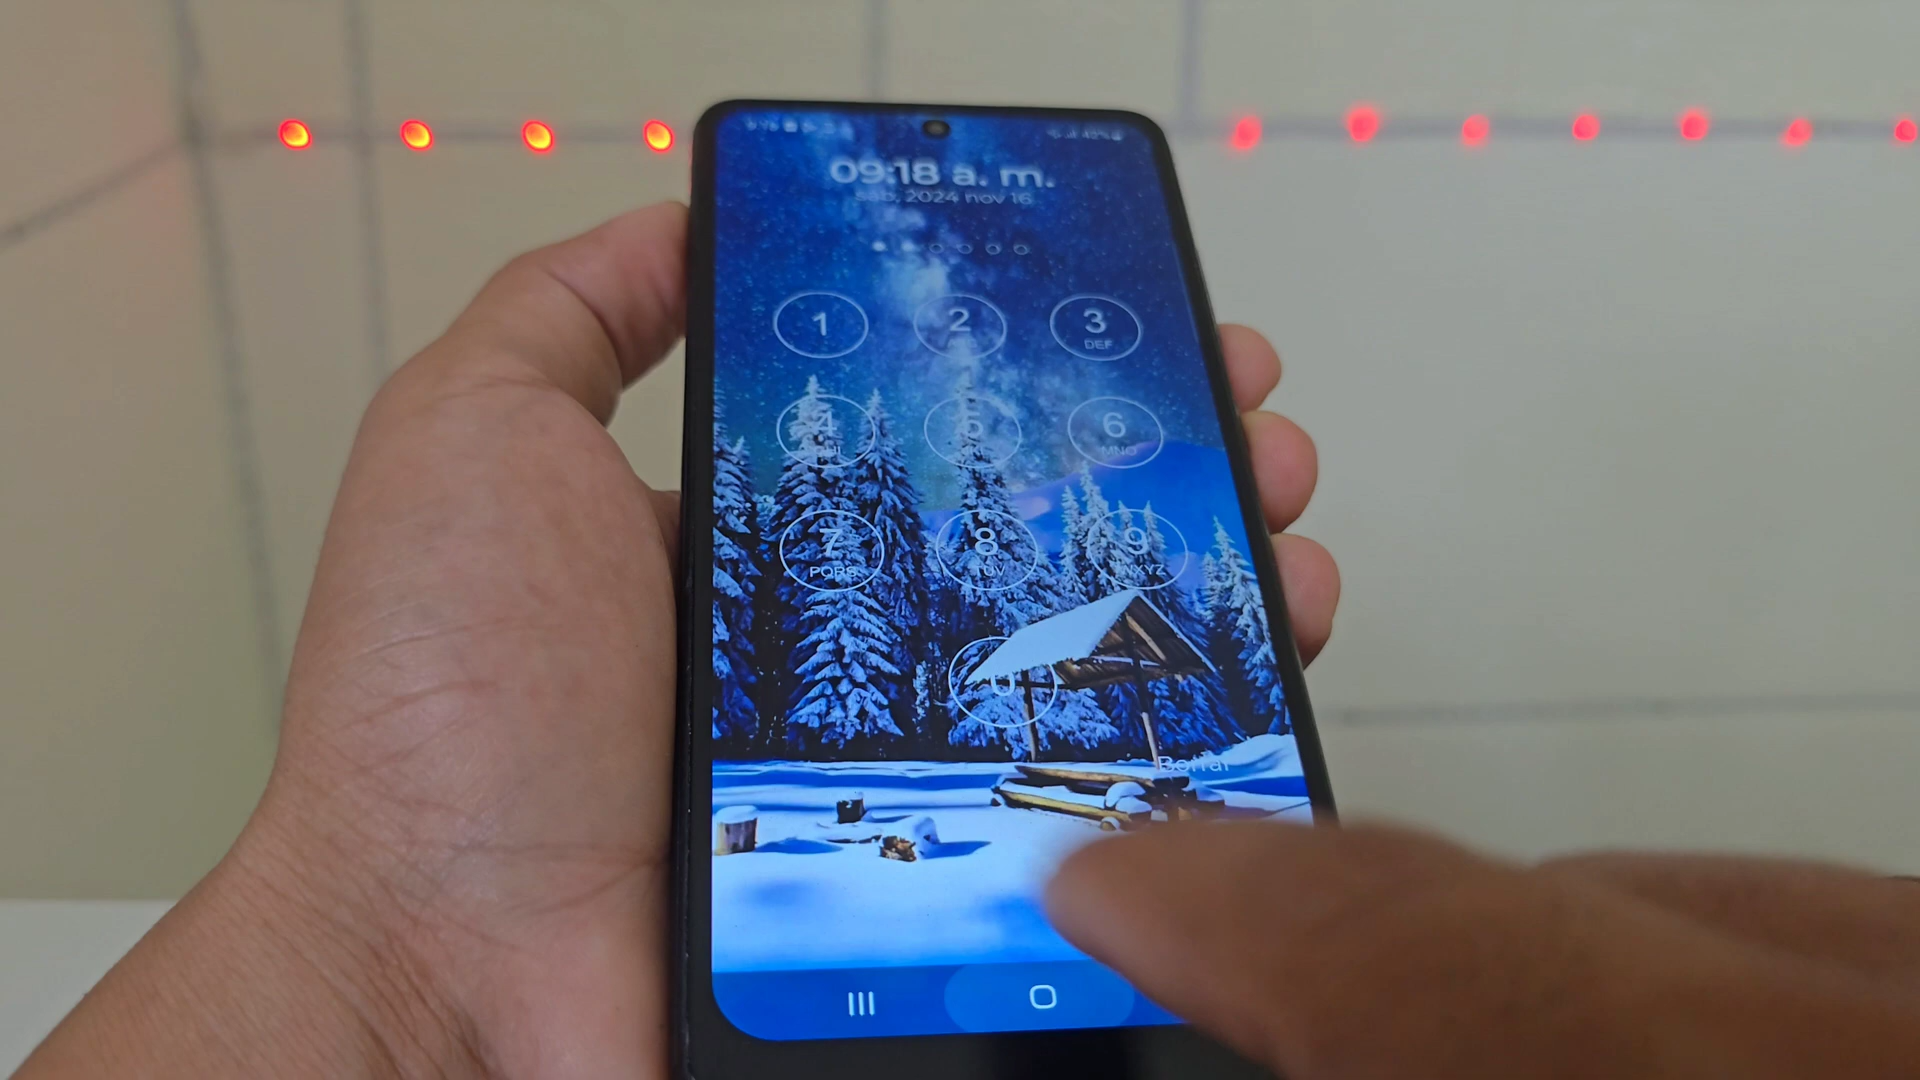 09:18 a. m.
sáb, 2024 nov 16
1
2
3
DEF
4
5
6
MNO
7
PQRS
8
TUV
9
WXYZ
0
Borrar